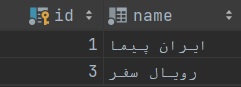 id name
1 ایران پیما
3 رویال سفر